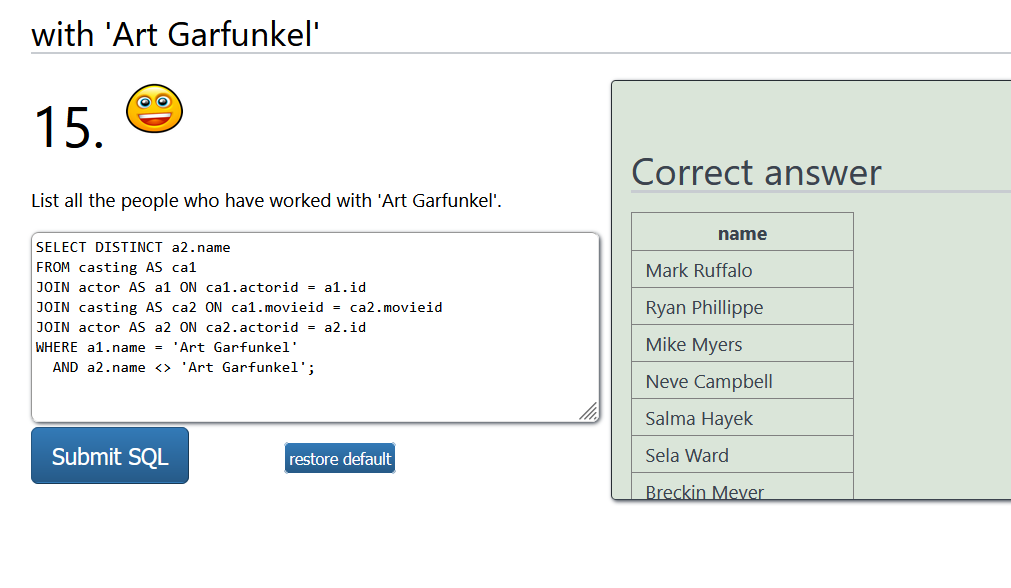 with 'Art Garfunkel'
15.
List all the people who have worked with 'Art Garfunkel'.
SELECT DISTINCT a2.name
FROM casting AS ca1
JOIN actor AS a1 ON ca1.actorid = a1.id
JOIN casting AS ca2 ON ca1.movieid = ca2.movieid
JOIN actor AS a2 ON ca2.actorid = a2.id
WHERE a1.name = 'Art Garfunkel'
AND a2.name <> 'Art Garfunkel';
Submit SQL
restore default
Correct answer
name
Mark Ruffalo
Ryan Phillippe
Mike Myers
Neve Campbell
Salma Hayek
Sela Ward
Breckin Meyer